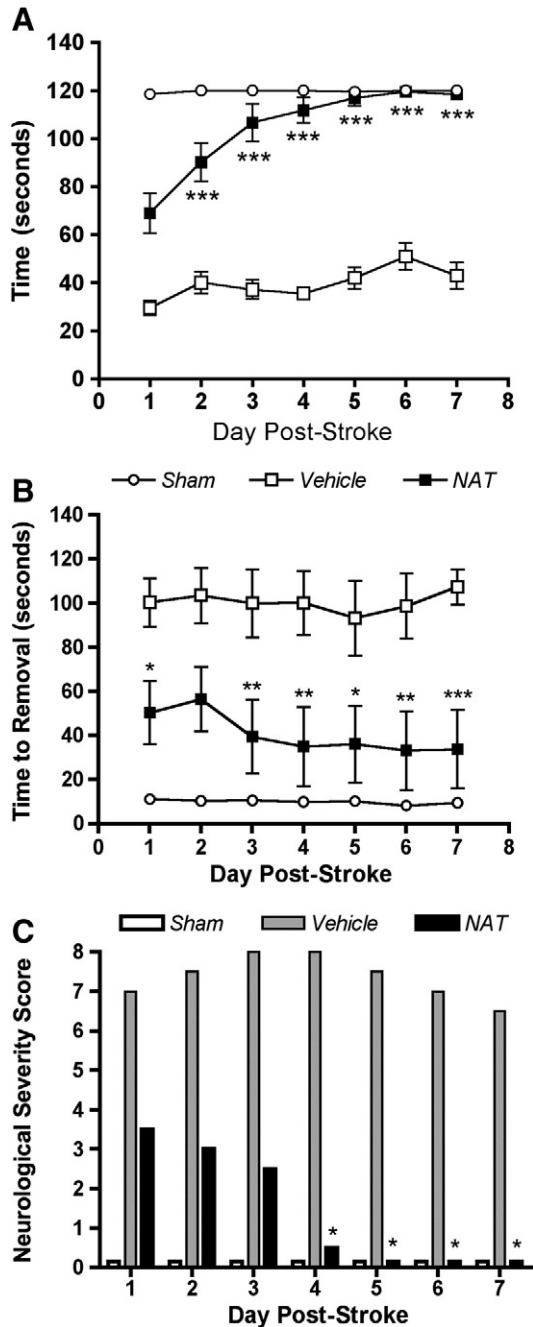 A
140
120
100
80
60
40
20
0
Time (seconds)
***
***
***
***
***
***
0 1 2 3 4 5 6 7 8
Day Post-Stroke
Sham Vehicle NAT
B
140
120
100
80
60
40
20
0
Time to Removal (seconds)
*
**
**
*
**
***
0 1 2 3 4 5 6 7 8
Day Post-Stroke
Sham Vehicle NAT
C
8
7
6
5
4
3
2
1
0
Neurological Severity Score
*
*
*
*
1 2 3 4 5 6 7
Day Post-Stroke